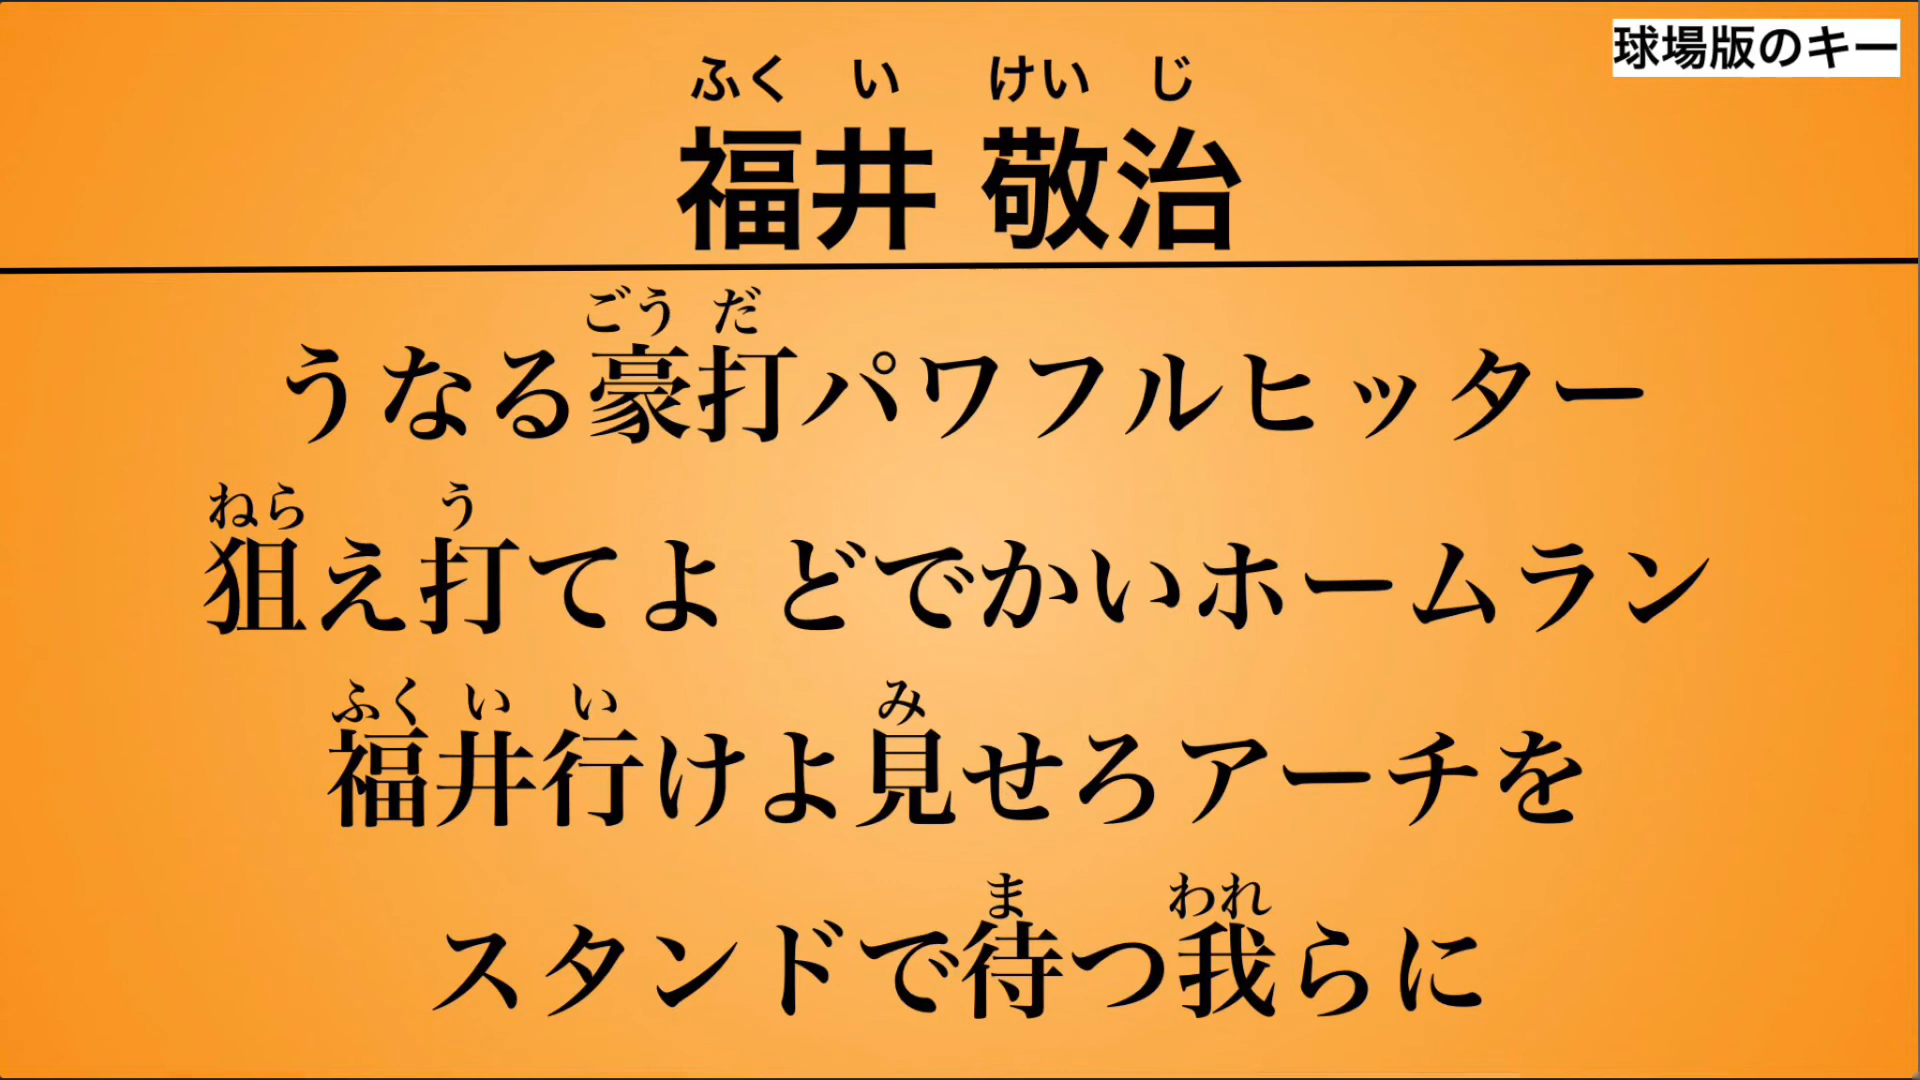 球場版のキー
ふく い けい じ
福井 敬治
ごう だ
うなる豪打パワフルヒッター
ねら う
狙え打てよ どでかいホームラン
ふく い い み
福井行けよ見せろアーチを
ま われ
スタンドで待つ我らに